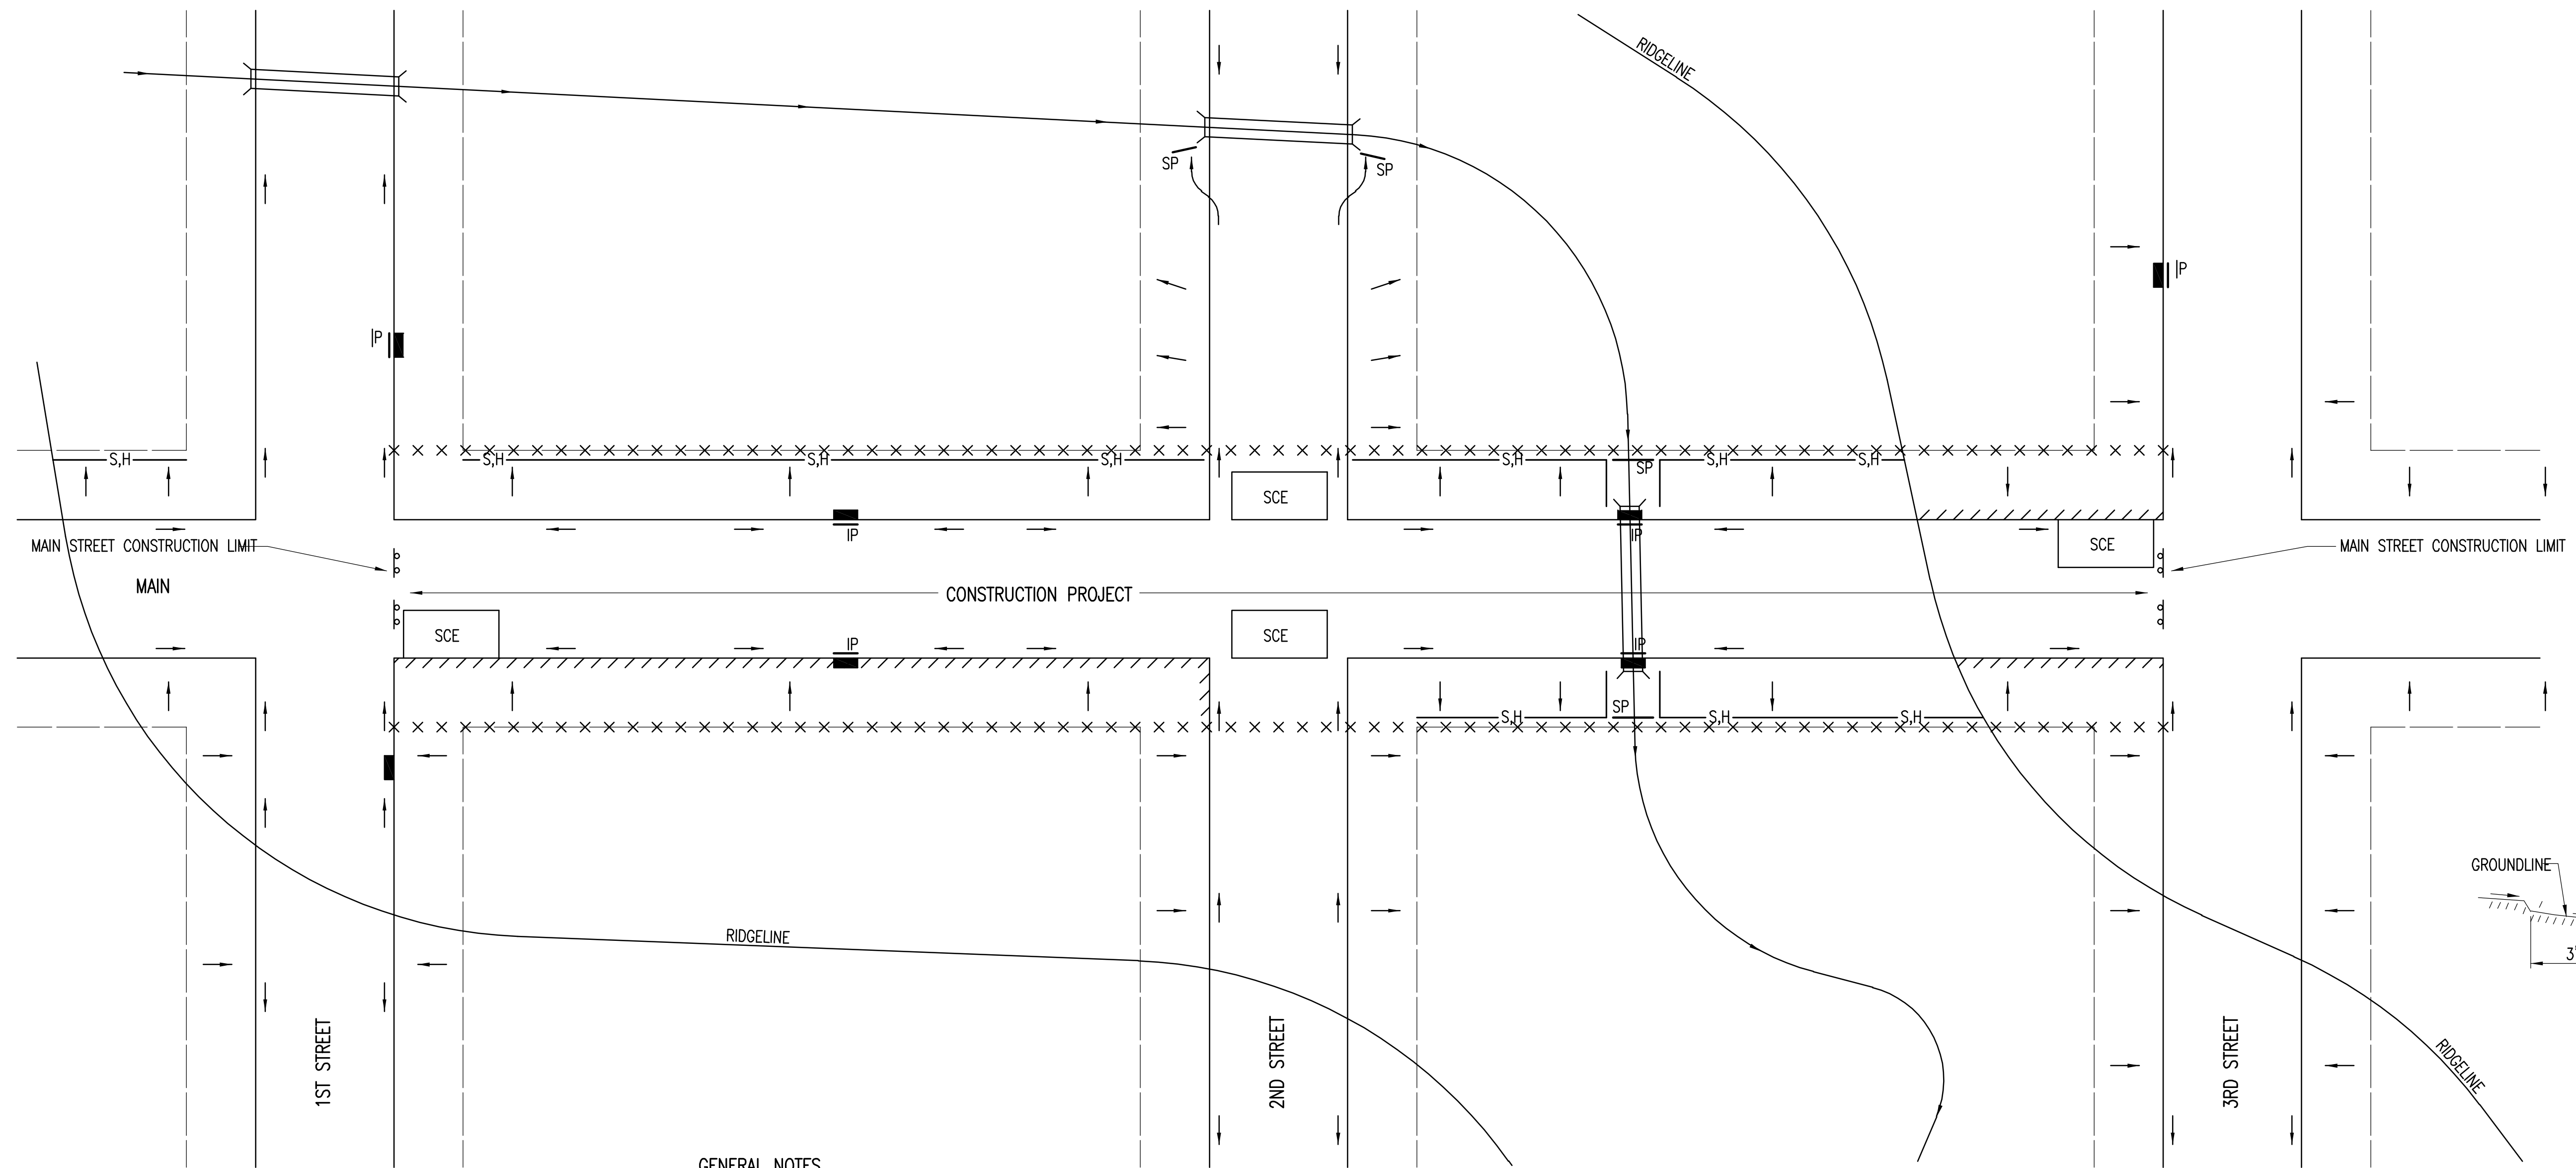 RIDGELINE
SP
SP
IP
IP
S,H
S,H
S,H
S,H
S,H
SP
S,H
S,H
SCE
IP
IP
MAIN STREET CONSTRUCTION LIMIT
SCE
MAIN STREET CONSTRUCTION LIMIT
MAIN
CONSTRUCTION PROJECT
SCE
SCE
IP
IP
S,H
SP
S,H
S,H
GROUNDLINE
RIDGELINE
3'
1ST STREET
2ND STREET
3RD STREET
RIDGELINE
GENERAL NOTES